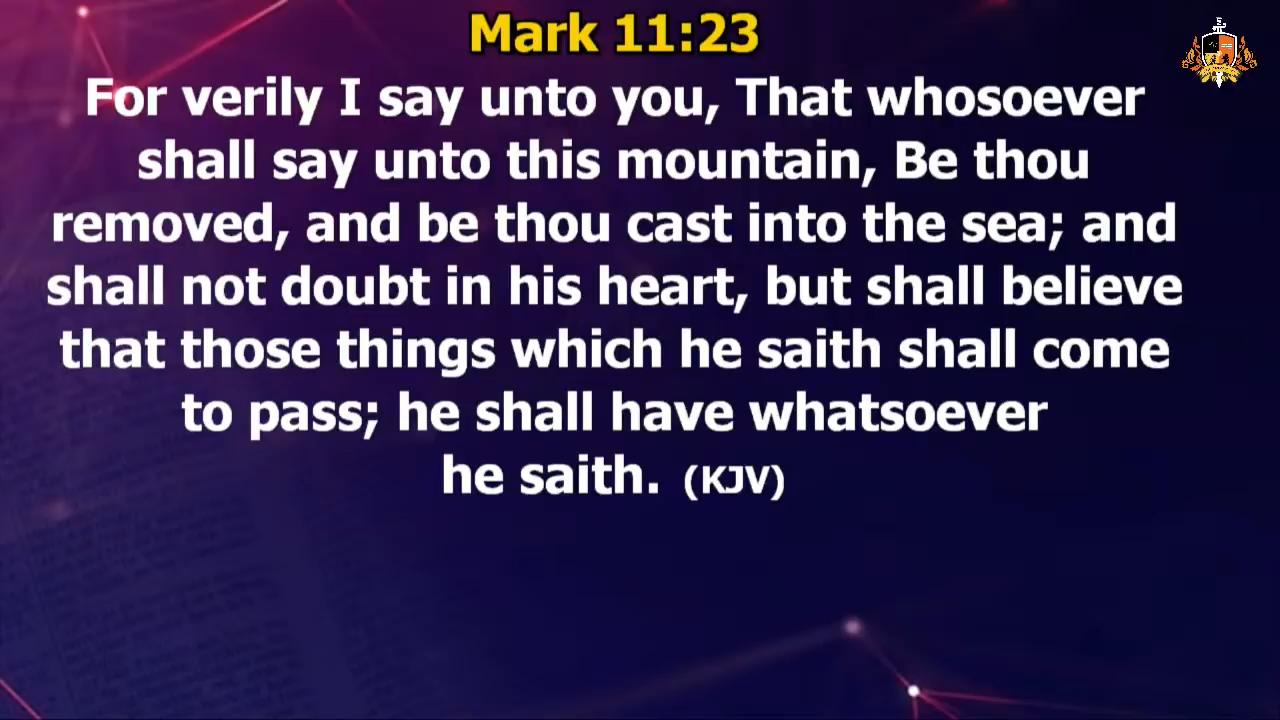 Mark 11:23
For verily I say unto you, That whosoever
shall say unto this mountain, Be thou
removed, and be thou cast into the sea; and
shall not doubt in his heart, but shall believe
that those things which he saith shall come
to pass; he shall have whatsoever
he saith. (KJV)